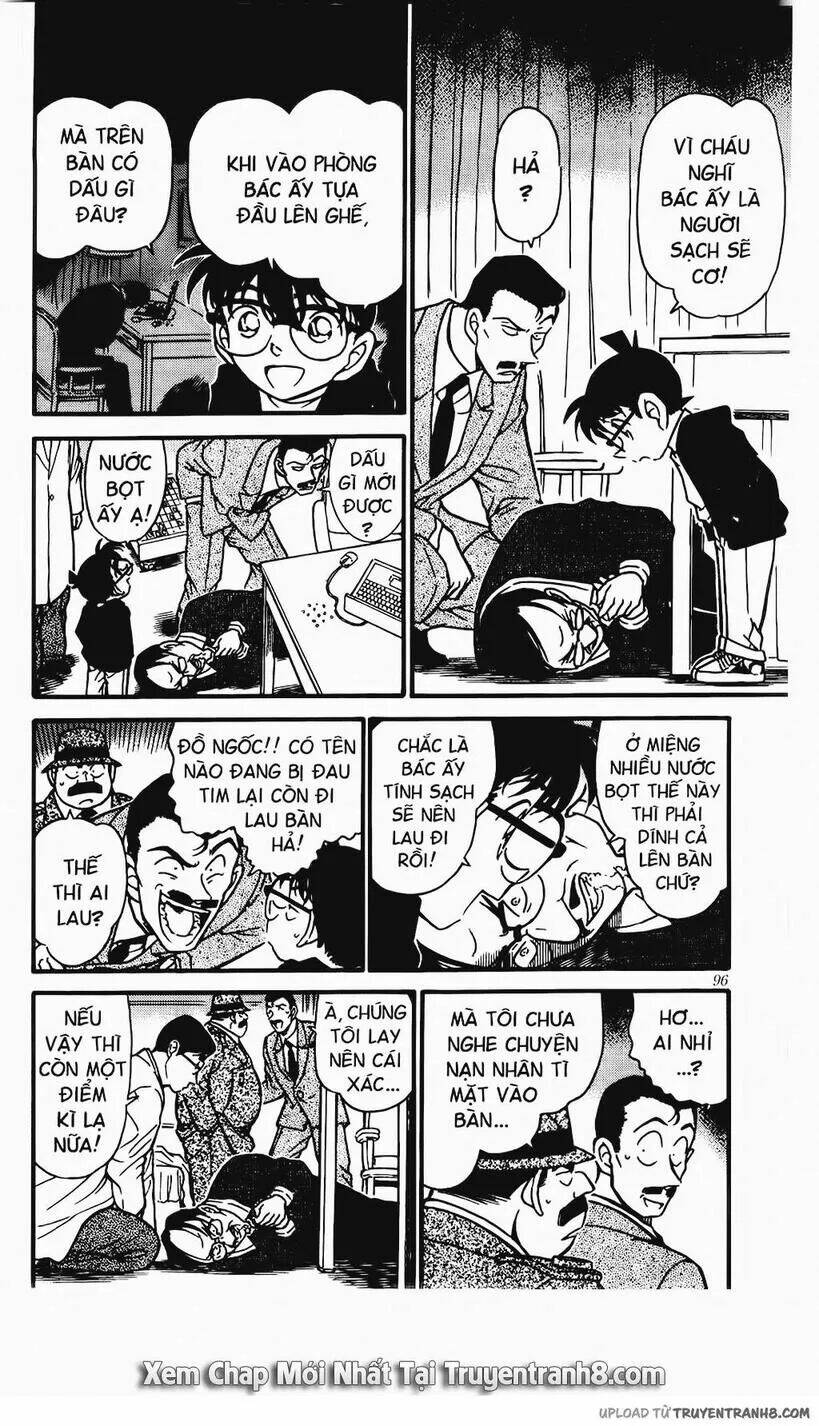 VÌ CHÁU
NGHĨ
BÁC ẤY LÀ
NGƯỜI
SẠCH SẼ
CƠ!
HẢ
?
KHI VÀO PHÒNG
BÁC ẤY TỰA
ĐẦU LÊN GHẾ,
MÀ TRÊN
BÀN CÓ
DẤU GÌ
ĐÂU?
DẤU
GÌ MỚI
ĐƯỢC
?
NƯỚC
BỌT
ẤY Ạ!
Ở MIỆNG
NHIỀU NƯỚC
BỌT THẾ NÀY
THÌ PHẢI
DÍNH CẢ
LÊN BÀN
CHỨ?
CHẮC LÀ
BÁC ẤY
TÍNH SẠCH
SẼ NÊN
LAU ĐI
RỒI!
ĐỒ NGỐC!! CÓ TÊN
NÀO ĐANG BỊ ĐAU
TIM LẠI CÒN ĐI
LAU BÀN
HẢ!
THẾ
THÌ AI
LAU?
96
HƠ...
AI NHỈ
...?
MÀ TÔI CHƯA
NGHE CHUYỆN
NẠN NHÂN TÌ
MẶT VÀO
BÀN...
À, CHÚNG
TÔI LAY
NÊN CÁI
XÁC...
NẾU
VẬY THÌ
CÒN MỘT
ĐIỂM
KÌ LẠ
NỮA!
Xem Chap Mới Nhất Tại Truyentranh8.com
UPLOAD TỪ TRUYENTRANH8.COM